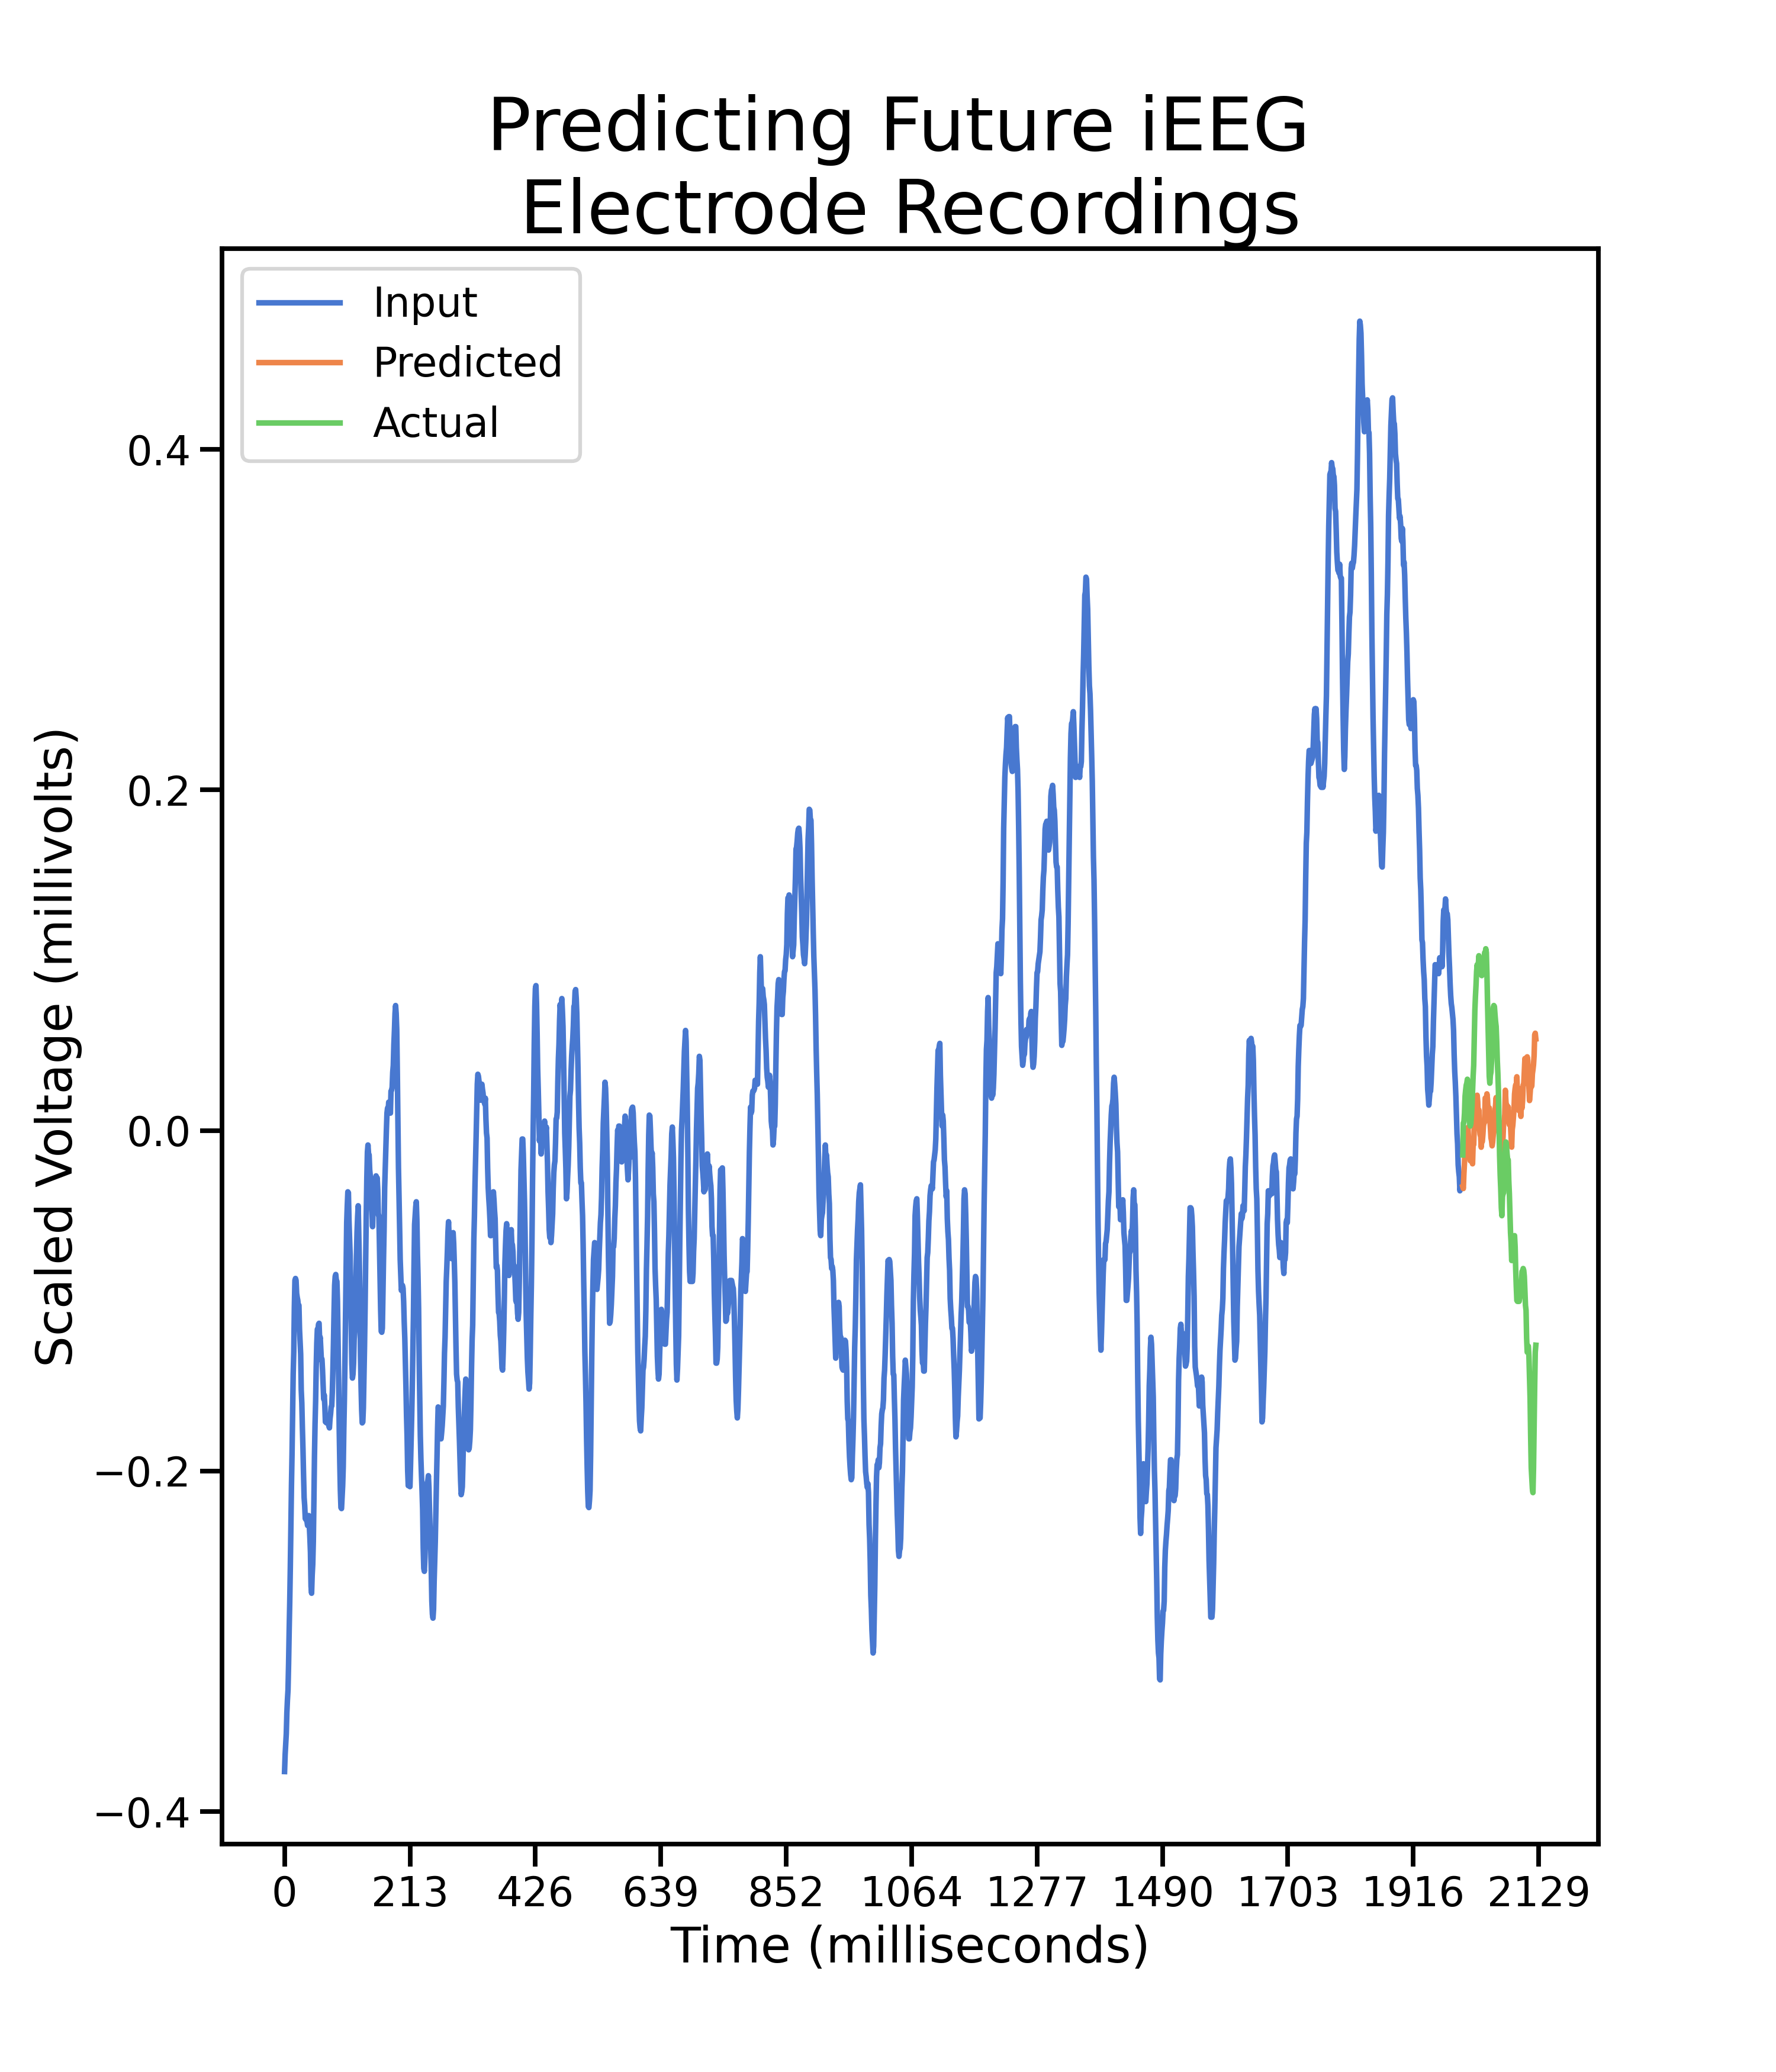 Predicting Future iEEG
Electrode Recordings
Input
Predicted
Actual
Scaled Voltage (millivolts)
0.4
0.2
0.0
−0.2
−0.4
0 213 426 639 852 1064 1277 1490 1703 1916 2129
Time (milliseconds)